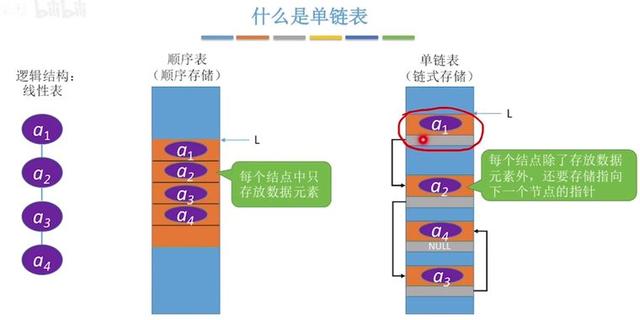 bilibili
什么是单链表
逻辑结构：
线性表
a1
a2
a3
a4
顺序表
（顺序存储）
L
a1
a2
a3
a4
每个结点中只
存放数据元素
单链表
（链式存储）
L
a1
a2
a4
NULL
a3
每个结点除了存放数据
元素外，还要存储指向
下一个节点的指针